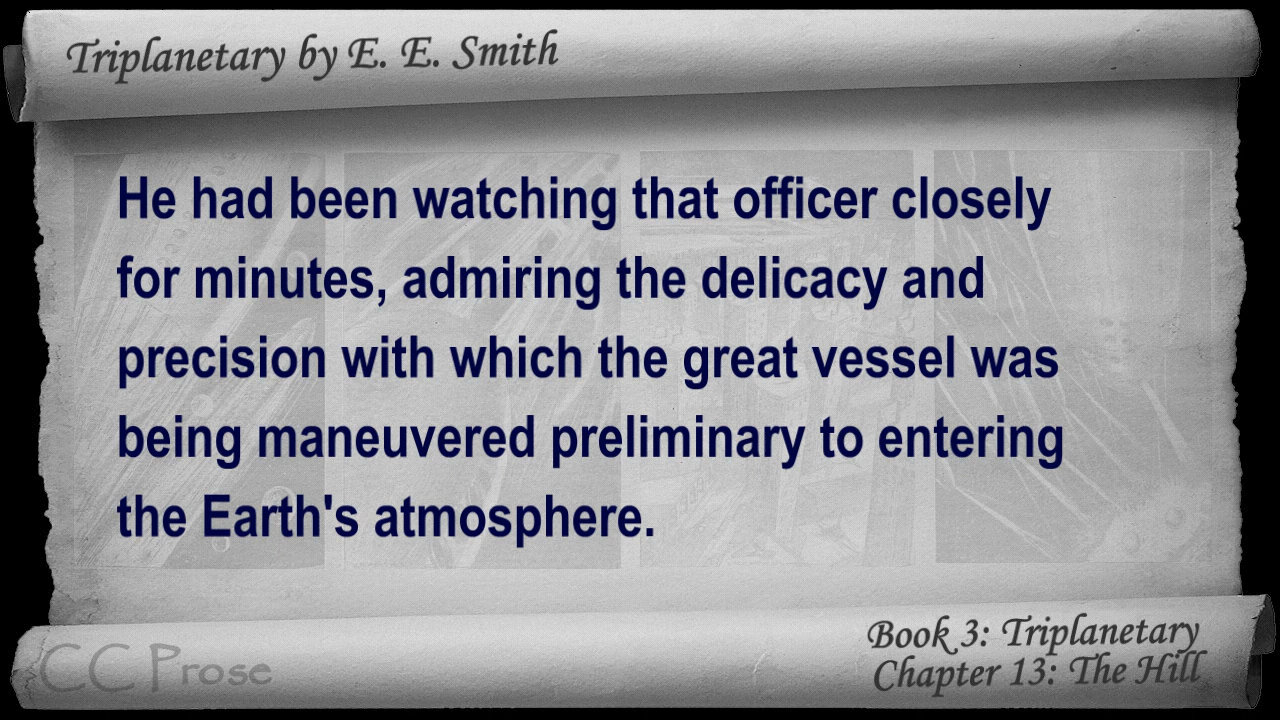 Triplanetary by E. E. Smith
He had been watching that officer closely
for minutes, admiring the delicacy and
precision with which the great vessel was
being maneuvered preliminary to entering
the Earth's atmosphere.
Book 3: Triplanetary
Chapter 13: The Hill
CC Prose